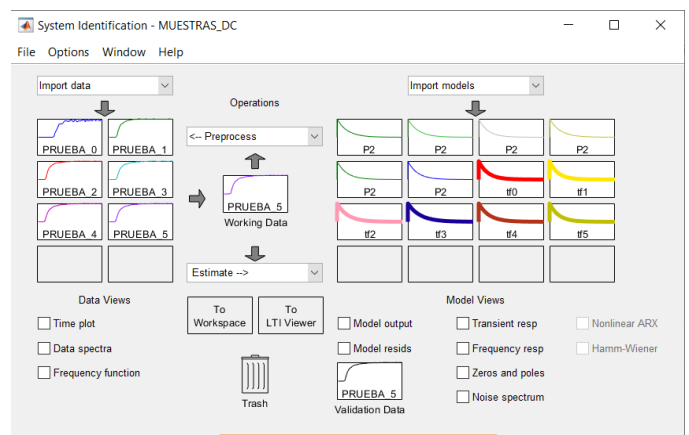 System Identification - MUESTRAS_DC
File Options Window Help
Import data
Operations
Import models
PRUEBA_0
PRUEBA_1
<-- Preprocess
P2
P2
P2
P2
PRUEBA_2
PRUEBA_3
PRUEBA_5
Working Data
P2
P2
tf0
tf1
PRUEBA_4
PRUEBA_5
tf2
tf3
tf4
tf5
Estimate -->
Data Views
To
Workspace
To
LTI Viewer
Model Views
Time plot
Data spectra
Frequency function
Trash
Model output
Model resids
PRUEBA_5
Validation Data
Transient resp
Frequency resp
Zeros and poles
Noise spectrum
Nonlinear ARX
Hamm-Wiener